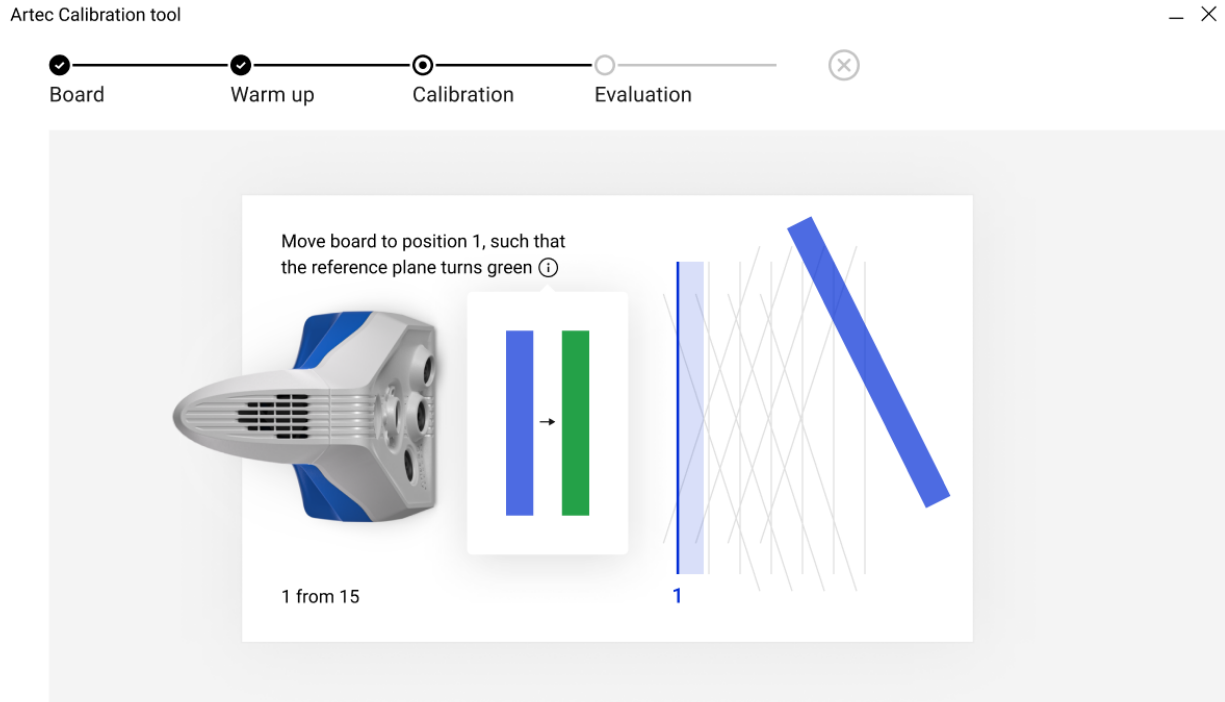 Artec Calibration tool
Board
Warm up
Calibration
Evaluation
Move board to position 1, such that
the reference plane turns green
1 from 15
1